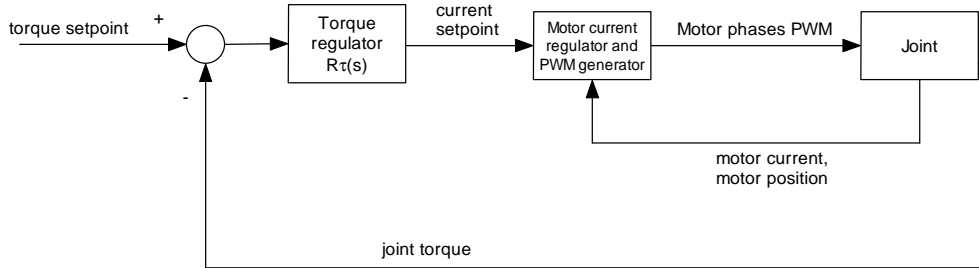 torque setpoint
+
-
Torque
regulator
Rτ(s)
current
setpoint
Motor current
regulator and
PWM generator
Motor phases PWM
Joint
motor current,
motor position
joint torque